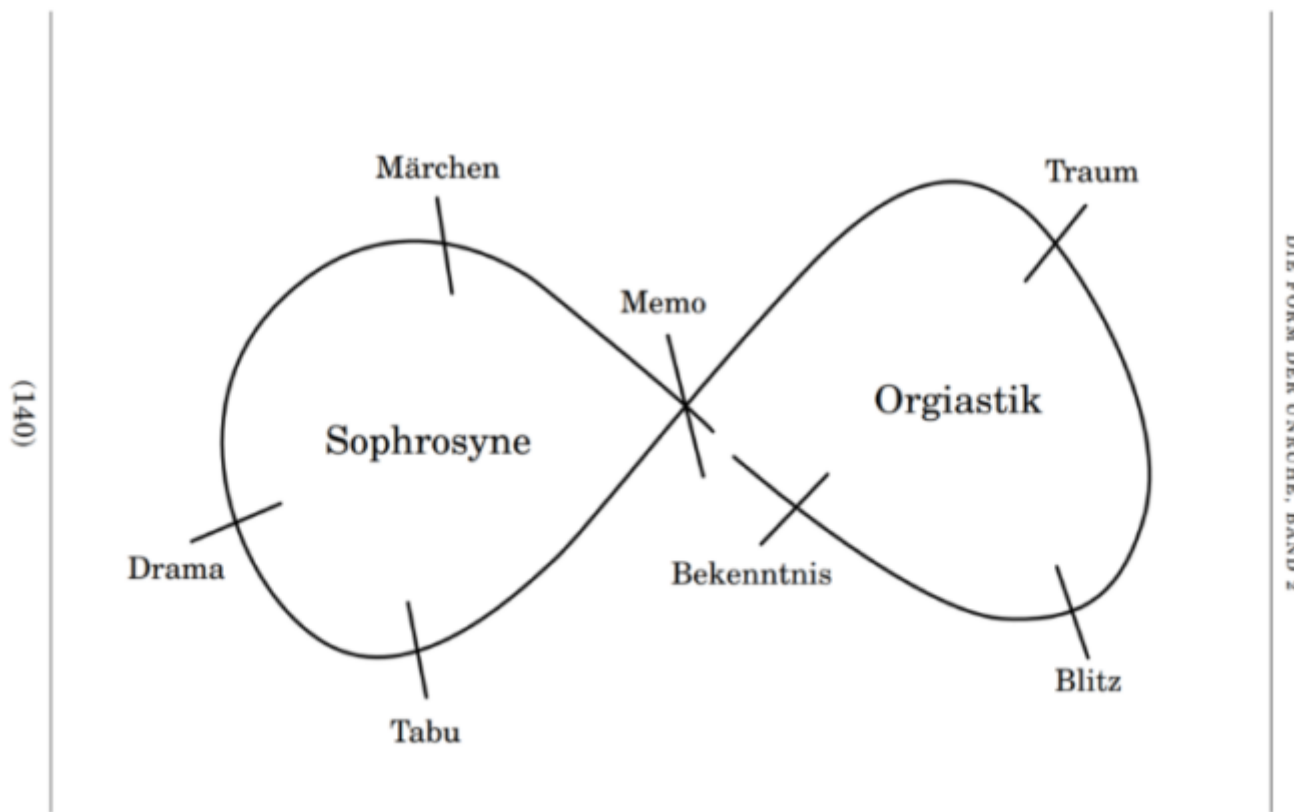 Märchen
Traum
Memo
Orgiastik
Sophrosyne
Drama
Bekenntnis
Tabu
Blitz
(140)
DIE FORM DER UNRUHE, BAND 2